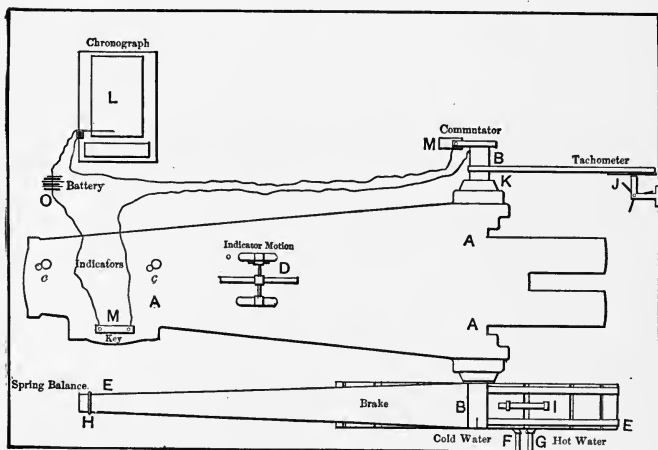 Chronograph
L
Commutator
M
B
Tachometer
K
J
Battery
O
A
Indicator Motion
D
Indicators
C
C
A
M
Key
A
Spring Balance.
E
H
Brake
B
I
E
Cold Water
F
G
Hot Water